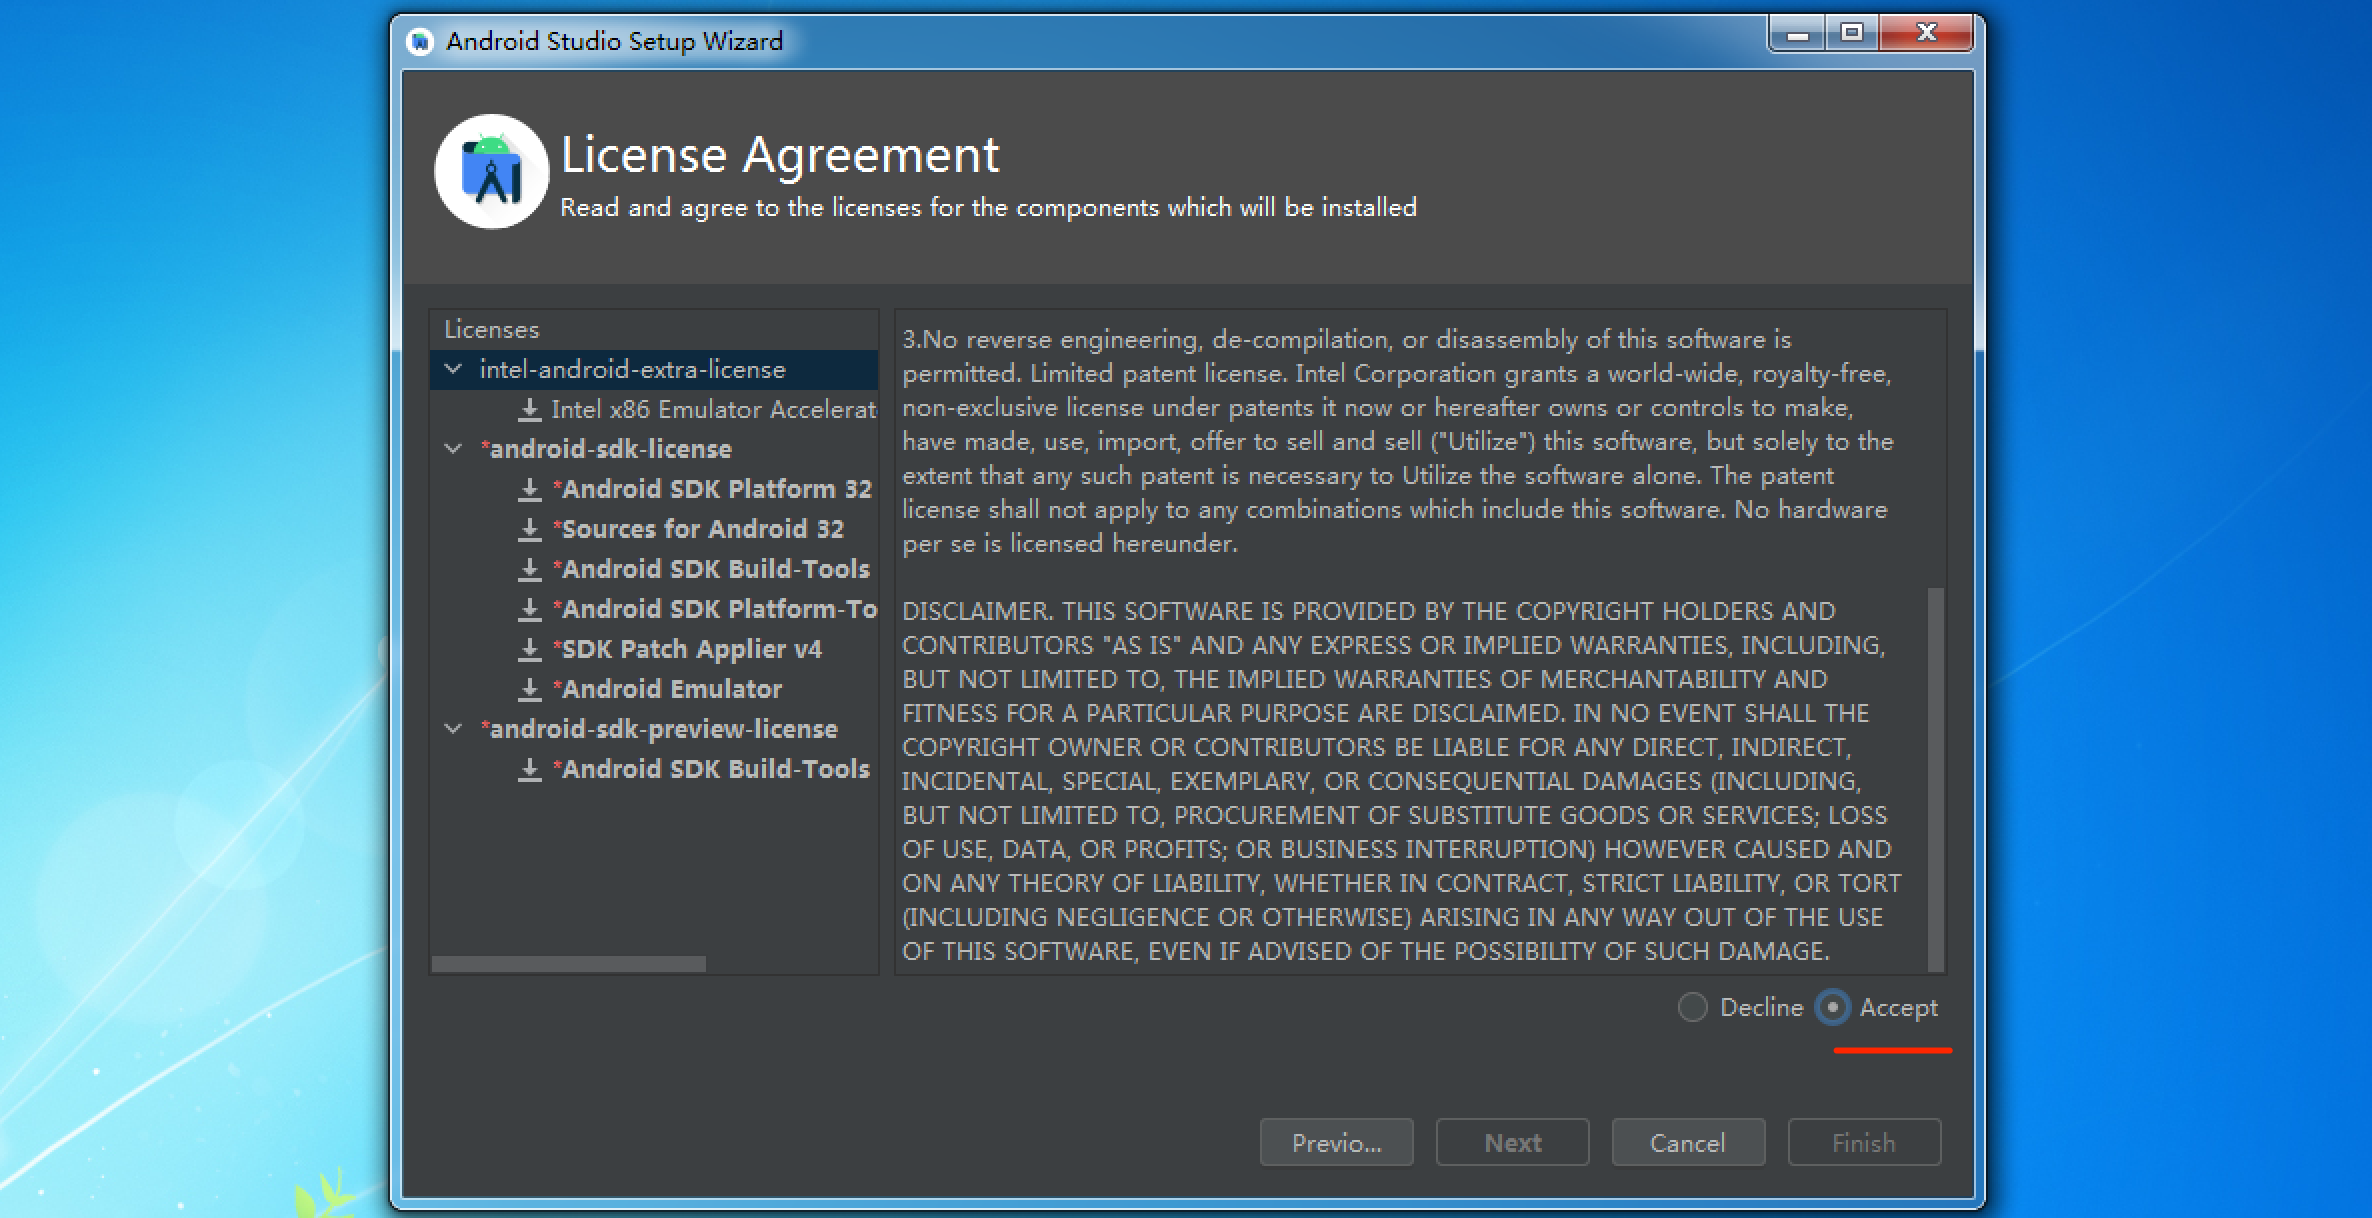 Android Studio Setup Wizard
License Agreement
Read and agree to the licenses for the components which will be installed
Licenses
intel-android-extra-license
Intel x86 Emulator Accelerat
*android-sdk-license
*Android SDK Platform 32
*Sources for Android 32
*Android SDK Build-Tools
*Android SDK Platform-To
*SDK Patch Applier v4
*Android Emulator
*android-sdk-preview-license
*Android SDK Build-Tools
3.No reverse engineering, de-compilation, or disassembly of this software is
permitted. Limited patent license. Intel Corporation grants a world-wide, royalty-free,
non-exclusive license under patents it now or hereafter owns or controls to make,
have made, use, import, offer to sell and sell ("Utilize") this software, but solely to the
extent that any such patent is necessary to Utilize the software alone. The patent
license shall not apply to any combinations which include this software. No hardware
per se is licensed hereunder.
DISCLAIMER. THIS SOFTWARE IS PROVIDED BY THE COPYRIGHT HOLDERS AND
CONTRIBUTORS "AS IS" AND ANY EXPRESS OR IMPLIED WARRANTIES, INCLUDING,
BUT NOT LIMITED TO, THE IMPLIED WARRANTIES OF MERCHANTABILITY AND
FITNESS FOR A PARTICULAR PURPOSE ARE DISCLAIMED. IN NO EVENT SHALL THE
COPYRIGHT OWNER OR CONTRIBUTORS BE LIABLE FOR ANY DIRECT, INDIRECT,
INCIDENTAL, SPECIAL, EXEMPLARY, OR CONSEQUENTIAL DAMAGES (INCLUDING,
BUT NOT LIMITED TO, PROCUREMENT OF SUBSTITUTE GOODS OR SERVICES; LOSS
OF USE, DATA, OR PROFITS; OR BUSINESS INTERRUPTION) HOWEVER CAUSED AND
ON ANY THEORY OF LIABILITY, WHETHER IN CONTRACT, STRICT LIABILITY, OR TORT
(INCLUDING NEGLIGENCE OR OTHERWISE) ARISING IN ANY WAY OUT OF THE USE
OF THIS SOFTWARE, EVEN IF ADVISED OF THE POSSIBILITY OF SUCH DAMAGE.
Decline Accept
Previo... Next Cancel Finish